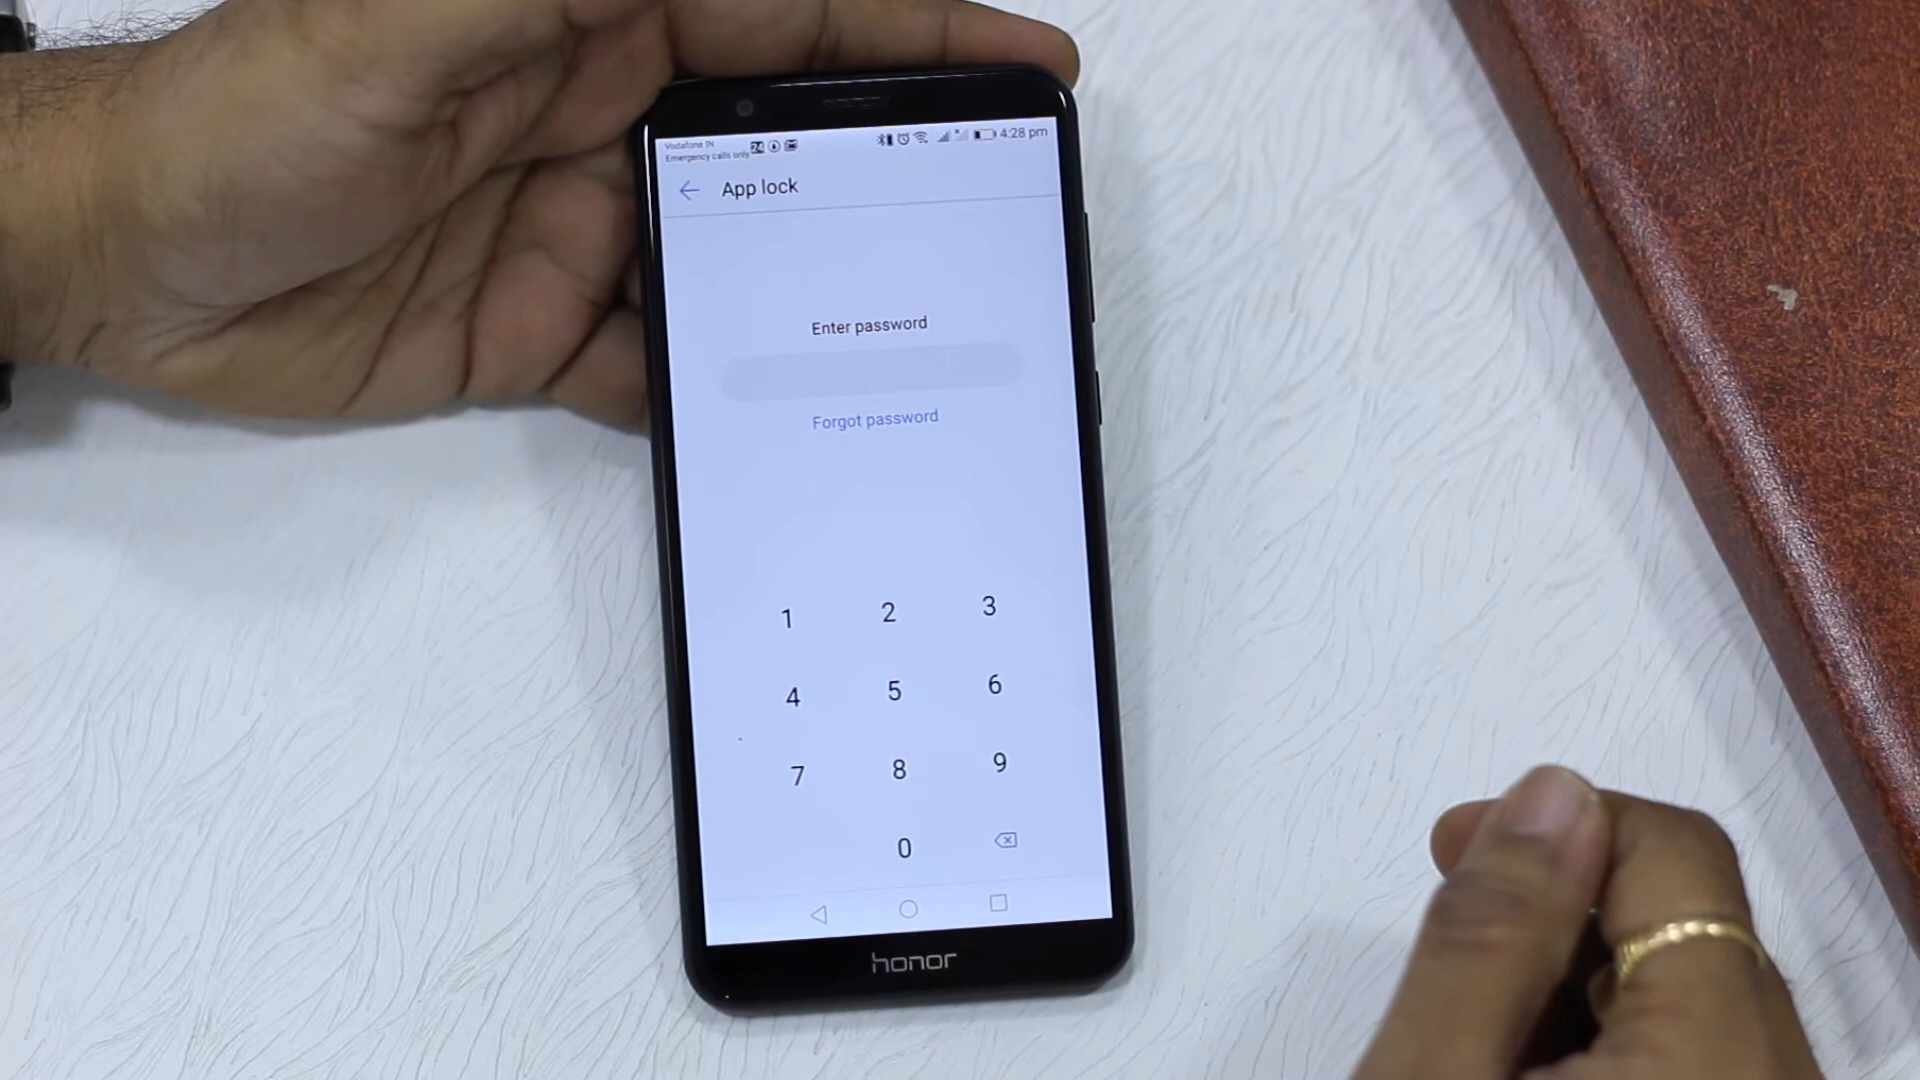 Vodafone IN
Emergency calls only
4:28 pm
App lock
Enter password
Forgot password
1 2 3
4 5 6
7 8 9
0
honor